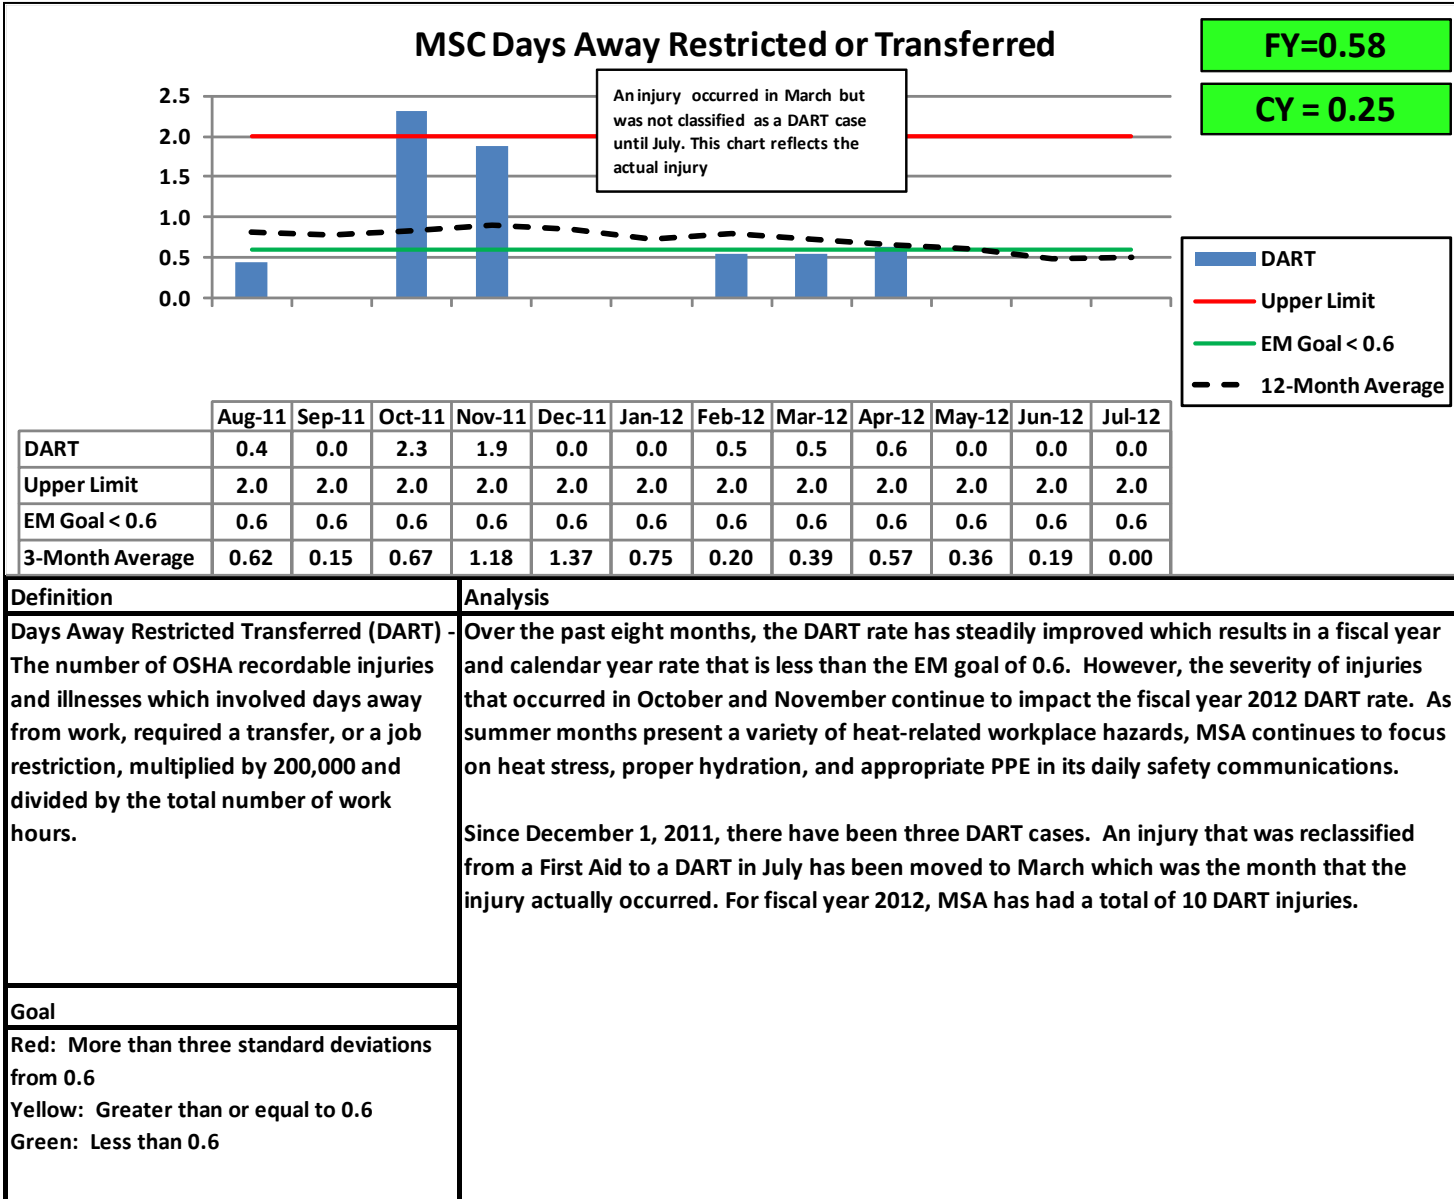 MSC Days Away Restricted or Transferred
FY=0.58
CY = 0.25
An injury occurred in March but
was not classified as a DART case
until July. This chart reflects the
actual injury
2.5
2.0
1.5
1.0
0.5
0.0
DART
Upper Limit
EM Goal < 0.6
12-Month Average
Aug-11 Sep-11 Oct-11 Nov-11 Dec-11 Jan-12 Feb-12 Mar-12 Apr-12 May-12 Jun-12 Jul-12
DART 0.4 0.0 2.3 1.9 0.0 0.0 0.5 0.5 0.6 0.0 0.0 0.0
Upper Limit 2.0 2.0 2.0 2.0 2.0 2.0 2.0 2.0 2.0 2.0 2.0 2.0
EM Goal < 0.6 0.6 0.6 0.6 0.6 0.6 0.6 0.6 0.6 0.6 0.6 0.6 0.6
3-Month Average 0.62 0.15 0.67 1.18 1.37 0.75 0.20 0.39 0.57 0.36 0.19 0.00
Definition
Days Away Restricted Transferred (DART) -
The number of OSHA recordable injuries
and illnesses which involved days away
from work, required a transfer, or a job
restriction, multiplied by 200,000 and
divided by the total number of work
hours.
Goal
Red: More than three standard deviations
from 0.6
Yellow: Greater than or equal to 0.6
Green: Less than 0.6
Analysis
Over the past eight months, the DART rate has steadily improved which results in a fiscal year
and calendar year rate that is less than the EM goal of 0.6. However, the severity of injuries
that occurred in October and November continue to impact the fiscal year 2012 DART rate. As
summer months present a variety of heat-related workplace hazards, MSA continues to focus
on heat stress, proper hydration, and appropriate PPE in its daily safety communications.
Since December 1, 2011, there have been three DART cases. An injury that was reclassified
from a First Aid to a DART in July has been moved to March which was the month that the
injury actually occurred. For fiscal year 2012, MSA has had a total of 10 DART injuries.